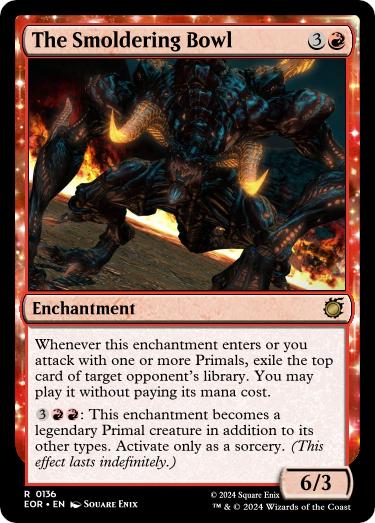 The Smoldering Bowl 3
Enchantment
Whenever this enchantment enters or you
attack with one or more Primals, exile the top
card of target opponent's library. You may
play it without paying its mana cost.
3: This enchantment becomes a
legendary Primal creature in addition to its
other types. Activate only as a sorcery. (This
effect lasts indefinitely.)
6/3
R 0136
EOR • EN Square Enix
© 2024 Square Enix
™ & © 2024 Wizards of the Coast